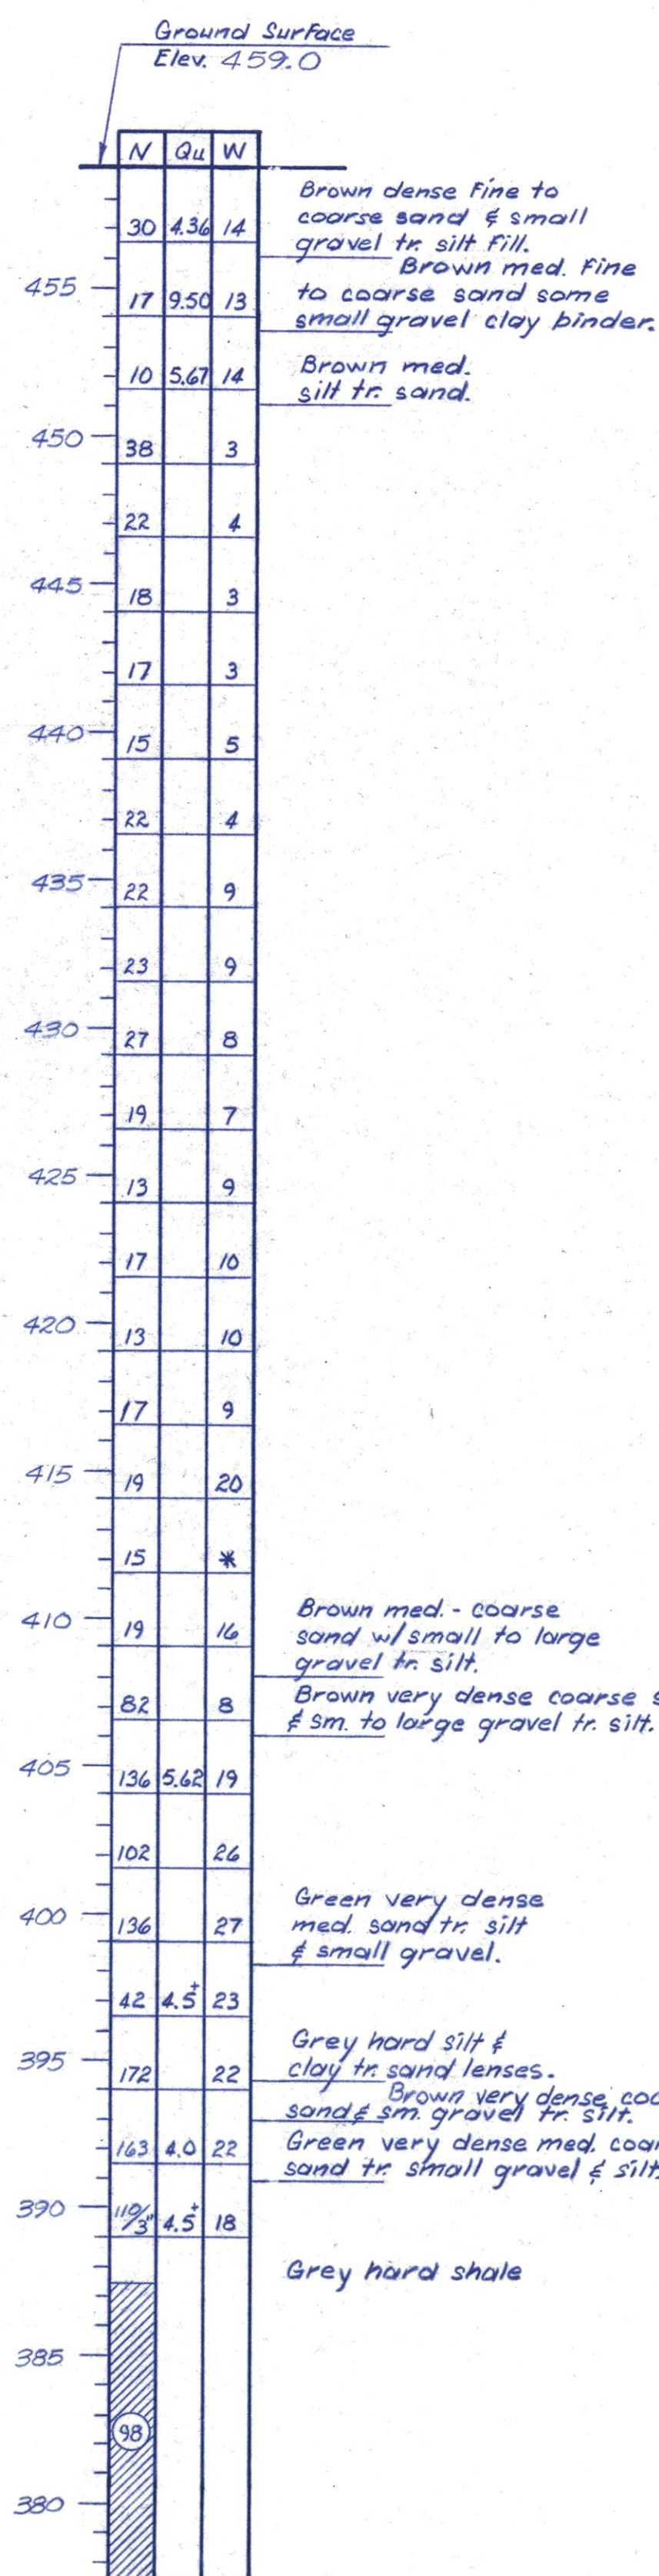 Ground Surface
Elev. 459.0
N Qu W
Brown dense fine to
coarse sand & small
30 4.36 14
gravel tr. silt fill.
Brown med. fine
455
17 9.50 13
to coarse sand some
small gravel clay binder.
Brown med.
10 5.67 14
silt tr. sand.
450
38 3
22 4
445
18 3
17 3
440
15 5
22 4
435
22 9
23 9
430
27 8
19 7
425
13 9
17 10
420
13 10
17 9
415
19 20
15 *
410
Brown med. - coarse
19 16
sand w/small to large
gravel tr. silt.
Brown very dense coarse
82 8
& sm. to large gravel tr. silt.
405
136 5.62 19
102 26
Green very dense
400
136 27
med. sand tr. silt
& small gravel.
42 4.5+ 23
Grey hard silt &
395
172 22
clay tr. sand lenses.
Brown very dense
sand & sm. gravel tr. silt.
163 4.0 22
Green very dense med.
sand tr. small gravel & silt.
390
110/3" 4.5+ 18
Grey hard shale
385
98
380